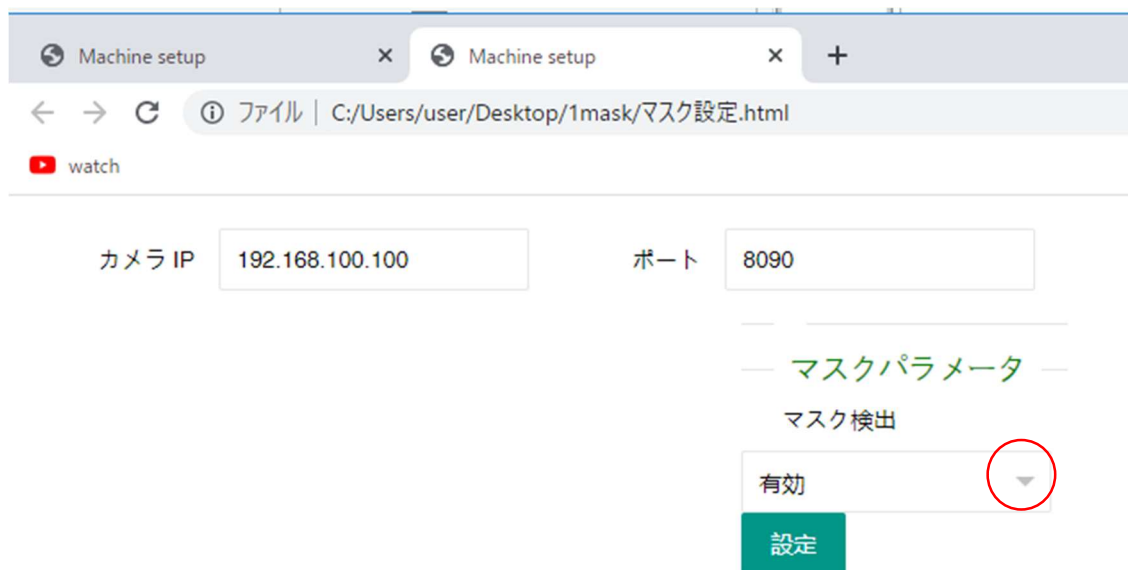 Machine setup Machine setup
ファイル | C:/Users/user/Desktop/1mask/マスク設定.html
watch
カメラ IP 192.168.100.100 ポート 8090
マスクパラメータ
マスク検出
有効
設定